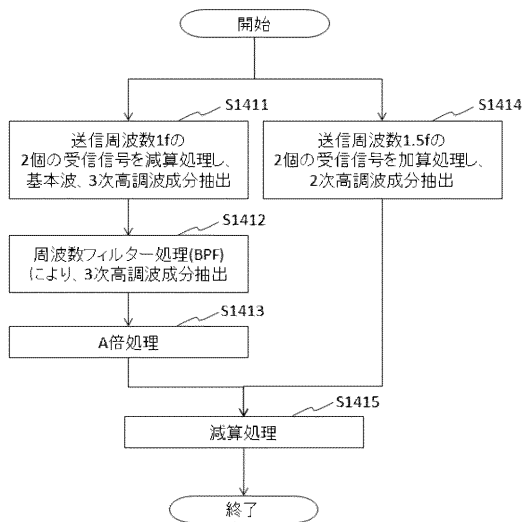 開始
S1411
送信周波数1fの
2個の受信信号を減算処理し、
基本波、3次高調波成分抽出
S1414
送信周波数1.5fの
2個の受信信号を加算処理し、
2次高調波成分抽出
S1412
周波数フィルター処理(BPF)
により、3次高調波成分抽出
S1413
A倍処理
S1415
減算処理
終了